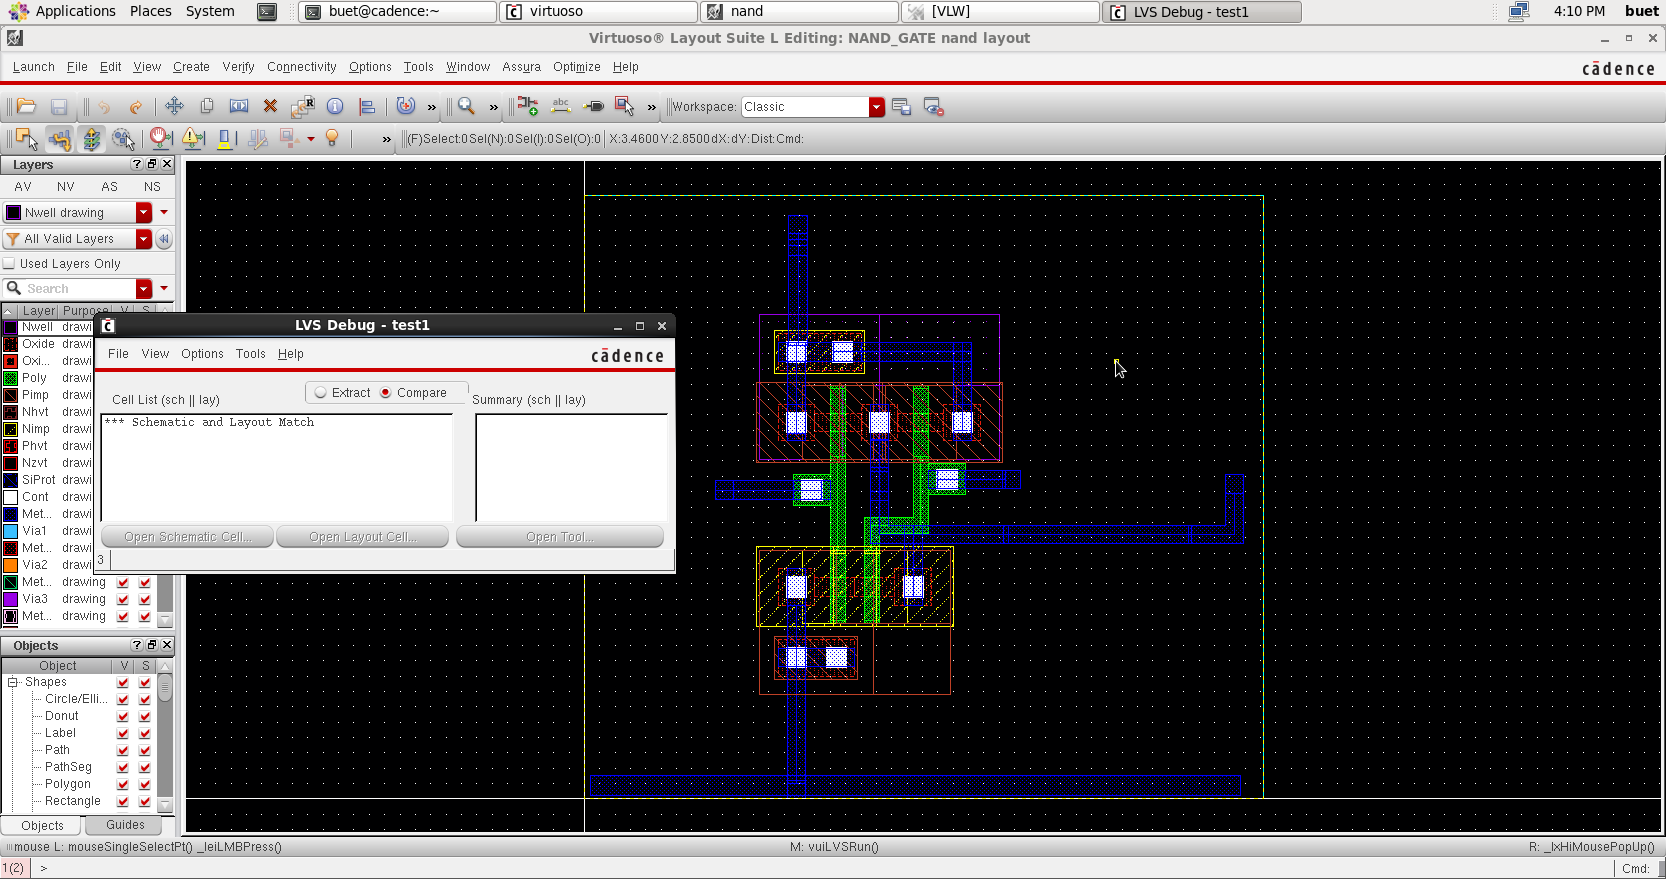 Applications Places System buet@cadence:~ virtuoso nand [VLW] LVS Debug - test1 4:10 PM buet
Virtuoso® Layout Suite L Editing: NAND_GATE nand layout
Launch File Edit View Create Verify Connectivity Options Tools Window Assura Optimize Help cādence
abc Workspace: Classic
(F)Select:0 Sel(N):0 Sel(I):0 Sel(O):0 X:3.4600 Y:2.8500 dX: dY: Dist: Cmd:
Layers
AV NV AS NS
Nwell drawing
All Valid Layers
Used Layers Only
Search
Layer Purpose V S
Nwell drawi
Oxide drawi
Oxi... drawi
Poly drawi
Pimp drawi
Nhvt drawi
Nimp drawi
Phvt drawi
Nzvt drawi
SiProt drawi
Cont drawi
Met... drawi
Via1 drawi
Met... drawi
Via2 drawi
Met... drawing
Via3 drawing
Met... drawing
LVS Debug - test1
File View Options Tools Help cādence
Extract Compare
Cell List (sch || lay) Summary (sch || lay)
*** Schematic and Layout Match
Open Schematic Cell... Open Layout Cell... Open Tool...
3
Objects
Object V S
Shapes
Circle/Elli...
Donut
Label
Path
PathSeg
Polygon
Rectangle
Objects Guides
mouse L: mouseSingleSelectPt() _leiLMBPress() M: vuiLVSRun() R: _lxHiMousePopUp()
1(2) > Cmd: